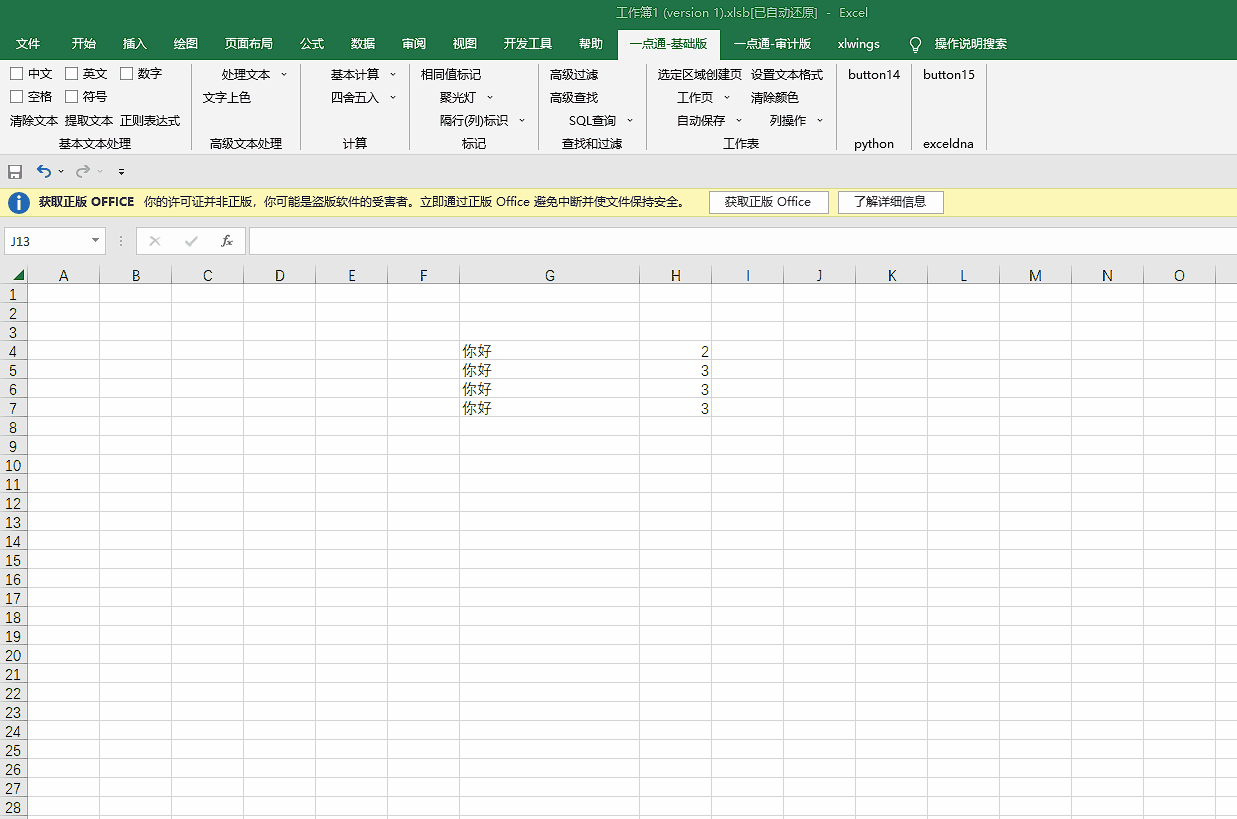 工作簿1 (version 1).xlsb[已自动还原] - Excel
文件 开始 插入 绘图 页面布局 公式 数据 审阅 视图 开发工具 帮助 一点通-基础版 一点通-审计版 xlwings 操作说明搜索
中文 英文 数字 处理文本 基本计算 相同值标记 高级过滤 选定区域创建页 设置文本格式 button14 button15
空格 符号 文字上色 四舍五入 聚光灯 高级查找 工作页 清除颜色
清除文本 提取文本 正则表达式 隔行(列)标识 SQL查询 自动保存 列操作
基本文本处理 高级文本处理 计算 标记 查找和过滤 工作表 python exceldna
获取正版 OFFICE 你的许可证并非正版，你可能是盗版软件的受害者。立即通过正版 Office 避免中断并使文件保持安全。 获取正版 Office 了解详细信息
J13 fx
A B C D E F G H I J K L M N O
1
2
3
4 你好 2
5 你好 3
6 你好 3
7 你好 3
8
9
10
11
12
13
14
15
16
17
18
19
20
21
22
23
24
25
26
27
28